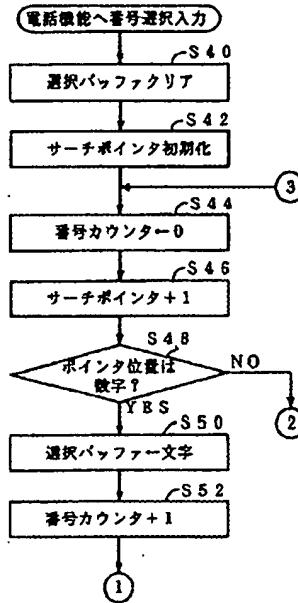 電話機能へ番号選択入力
S40
選択バッファクリア
S42
サーチポインタ初期化
3
S44
番号カウンタ←0
S46
サーチポインタ+1
S48
ポインタ位置は
数字?
NO
YES
2
S50
選択バッファ←文字
S52
番号カウンタ+1
1